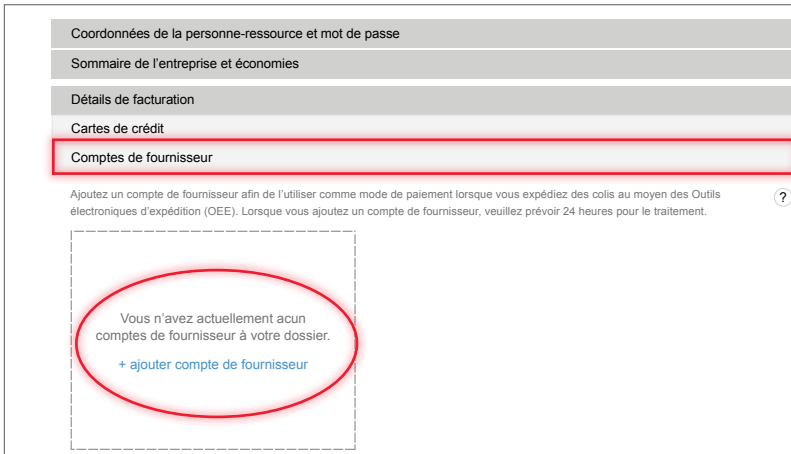 Coordonnées de la personne-ressource et mot de passe
Sommaire de l'entreprise et économies
Détails de facturation
Cartes de crédit
Comptes de fournisseur
Ajoutez un compte de fournisseur afin de l'utiliser comme mode de paiement lorsque vous expédiez des colis au moyen des Outils
électroniques d'expédition (OEE). Lorsque vous ajoutez un compte de fournisseur, veuillez prévoir 24 heures pour le traitement.
?
Vous n'avez actuellement acun
comptes de fournisseur à votre dossier.
+ ajouter compte de fournisseur